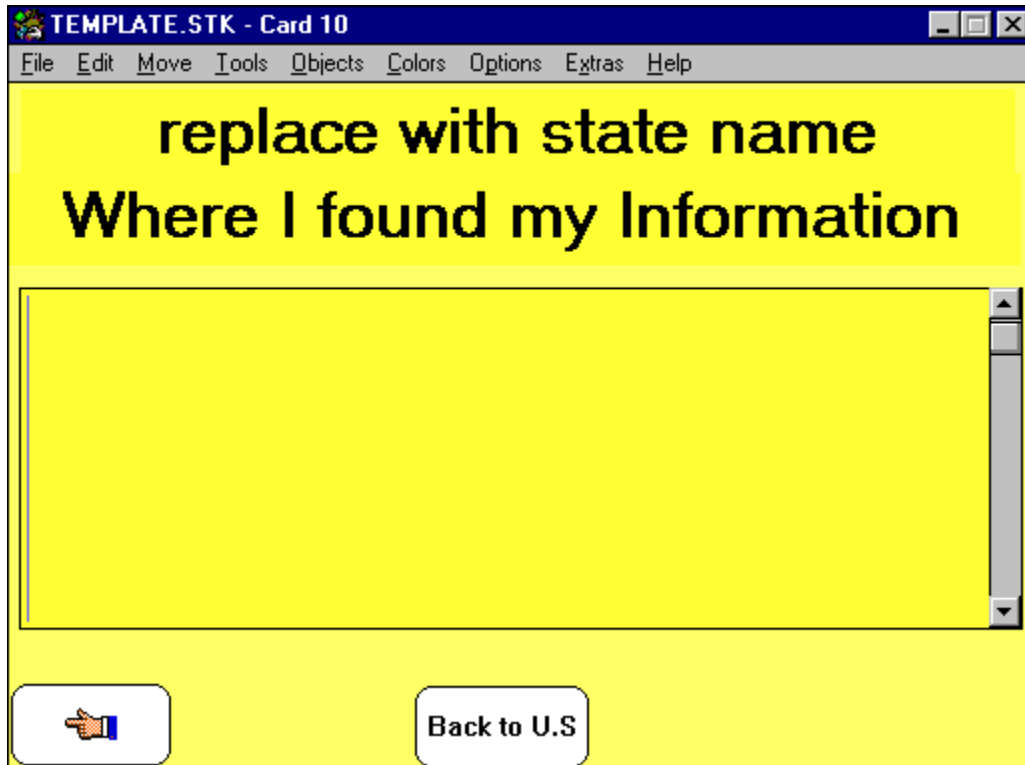 TEMPLATE.STK - Card 10
File Edit Move Tools Objects Colors Options Extras Help
replace with state name
Where I found my Information
Back to U.S